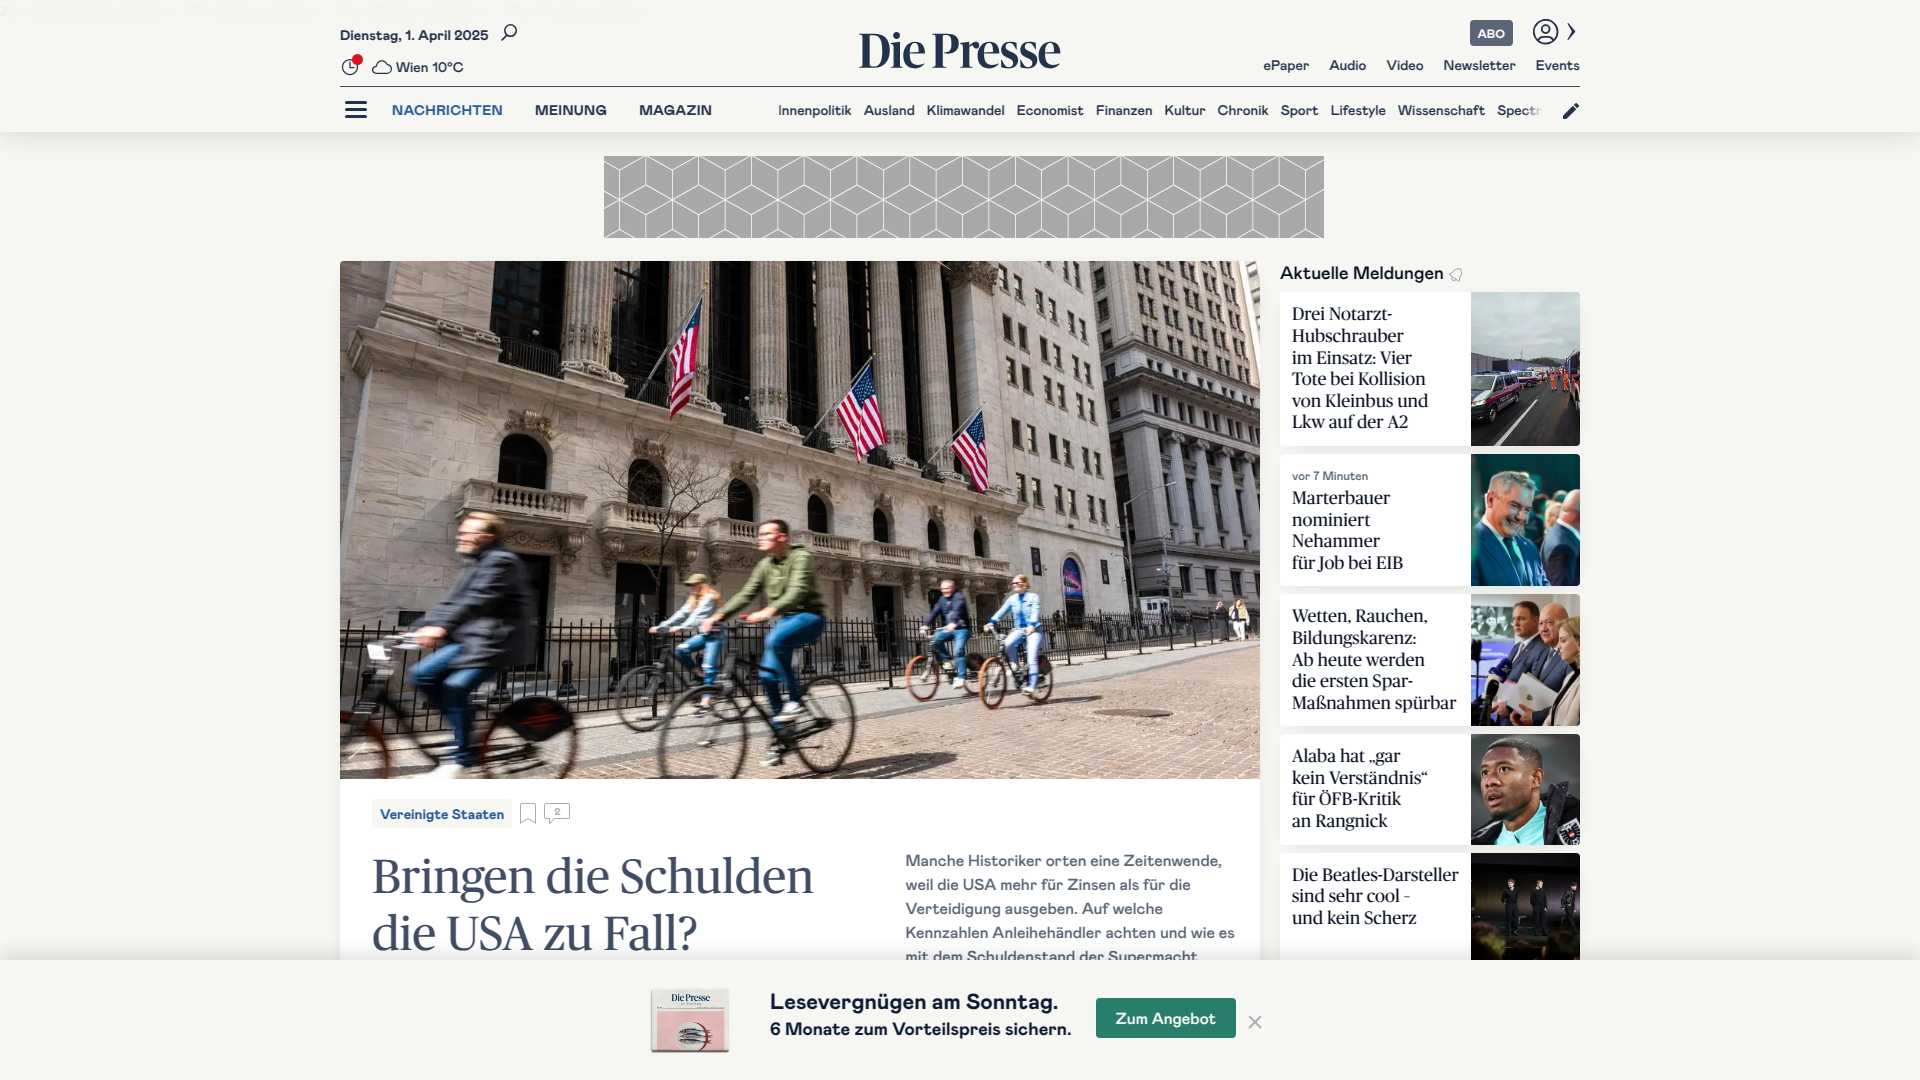 Dienstag, 1. April 2025
Die Presse
ABO
Wien 10°C
ePaper Audio Video Newsletter Events
NACHRICHTEN MEINUNG MAGAZIN Innenpolitik Ausland Klimawandel Economist Finanzen Kultur Chronik Sport Lifestyle Wissenschaft Spectr
Aktuelle Meldungen
Drei Notarzt-
Hubschrauber
im Einsatz: Vier
Tote bei Kollision
von Kleinbus und
Lkw auf der A2
vor 7 Minuten
Marterbauer
nominiert
Nehammer
für Job bei EIB
Wetten, Rauchen,
Bildungskarenz:
Ab heute werden
die ersten Spar-
Maßnahmen spürbar
Alaba hat „gar
kein Verständnis“
für ÖFB-Kritik
an Rangnick
Die Beatles-Darsteller
sind sehr cool –
und kein Scherz
Vereinigte Staaten 2
Bringen die Schulden
die USA zu Fall?
Manche Historiker orten eine Zeitenwende,
weil die USA mehr für Zinsen als für die
Verteidigung ausgeben. Auf welche
Kennzahlen Anleihehändler achten und wie es
mit dem Schuldenstand der Supermacht
Die Presse
Lesevergnügen am Sonntag.
6 Monate zum Vorteilspreis sichern.
Zum Angebot